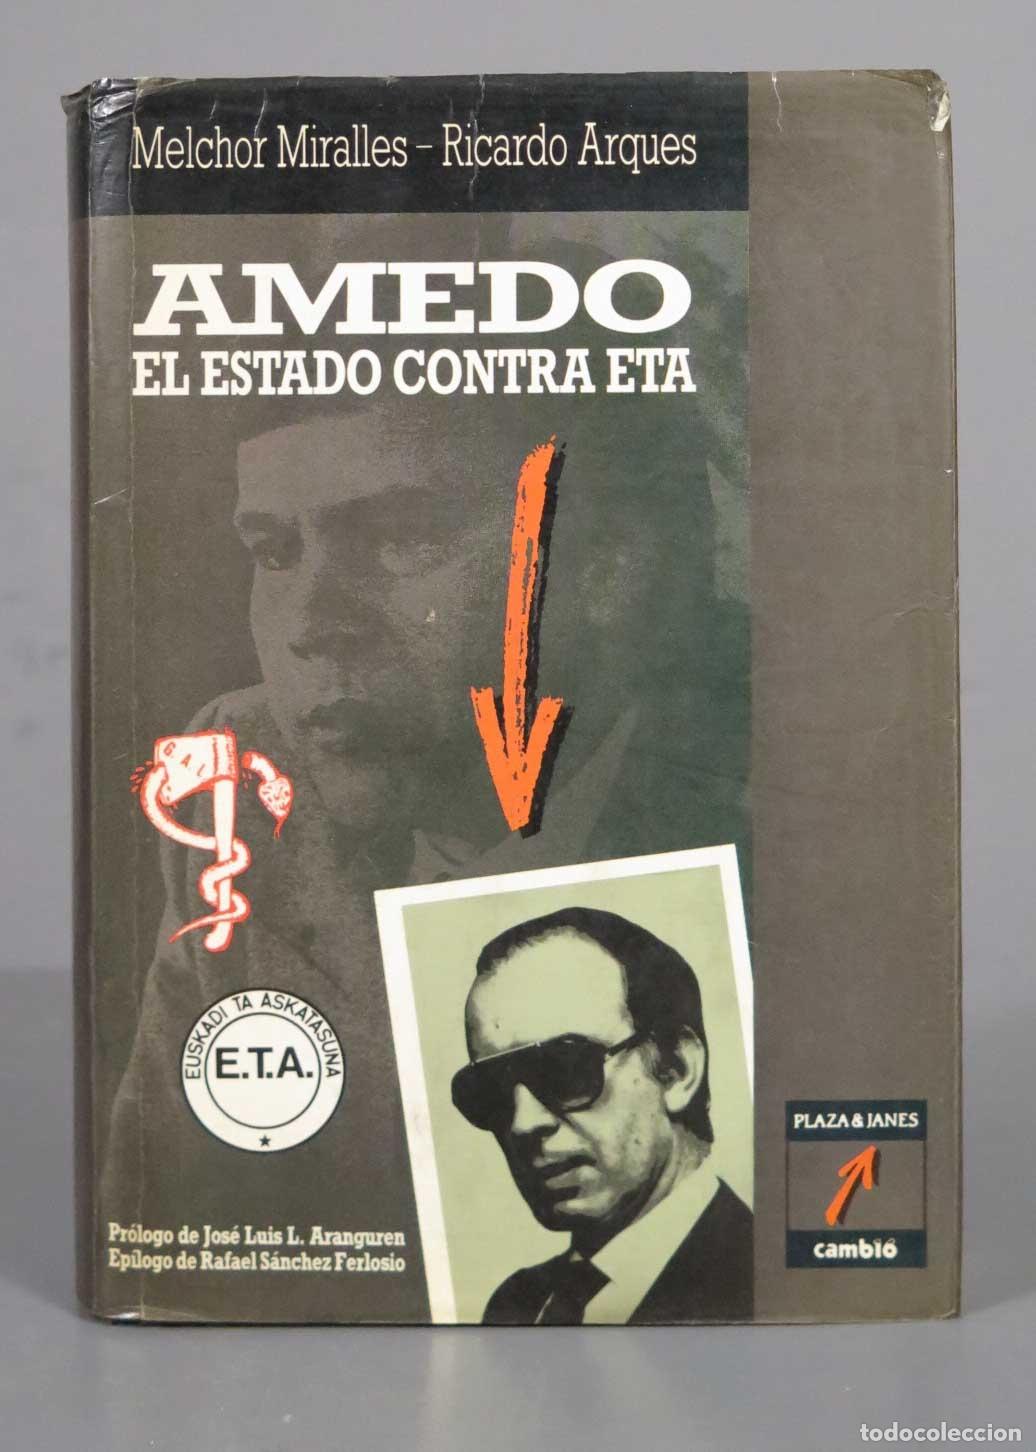 Melchor Miralles – Ricardo Arques
AMEDO
EL ESTADO CONTRA ETA
GAL
EUSKADI TA ASKATASUNA
E.T.A.
Prólogo de José Luis L. Aranguren
Epílogo de Rafael Sánchez Ferlosio
PLAZA & JANES
cambió
todocoleccion